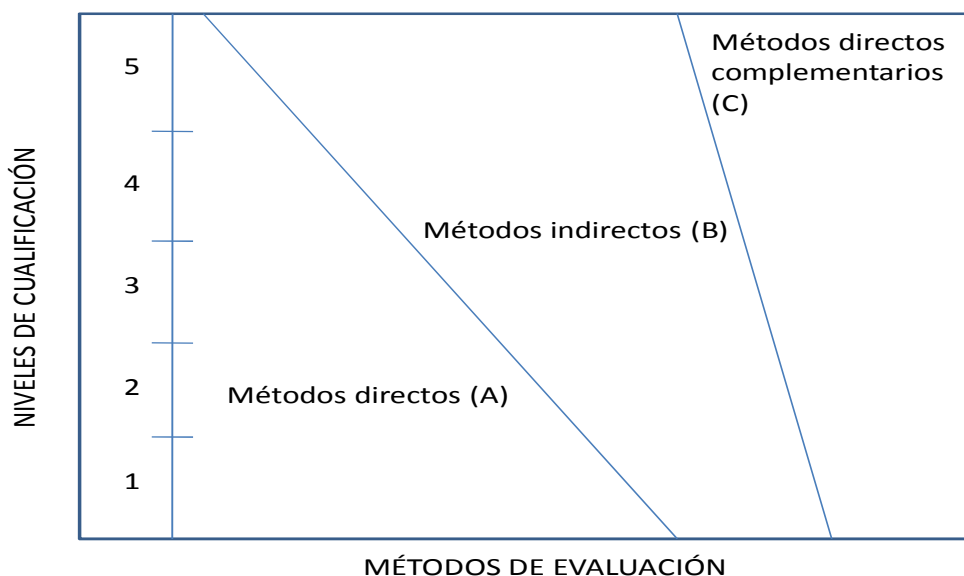 NIVELES DE CUALIFICACIÓN
5
4
3
2
1
Métodos directos
complementarios
(C)
Métodos indirectos (B)
Métodos directos (A)
MÉTODOS DE EVALUACIÓN